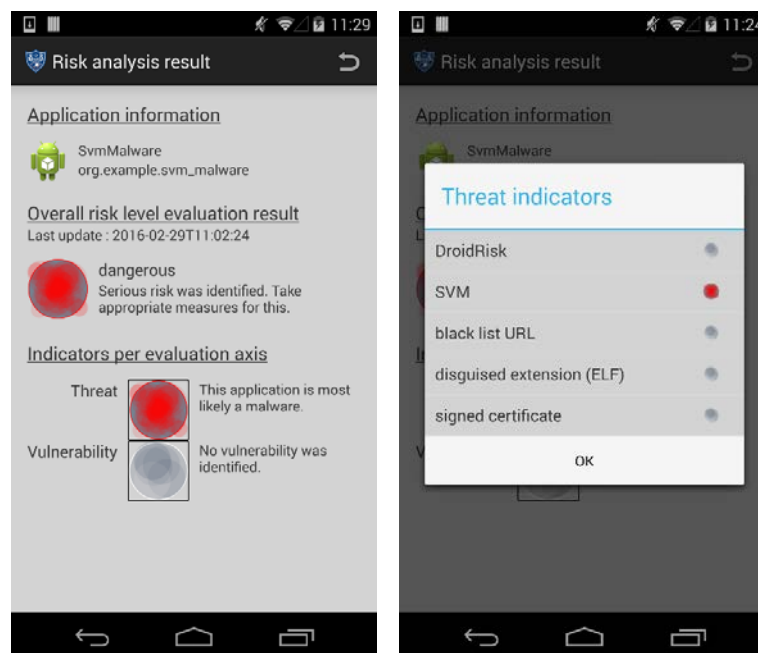 11:29
Risk analysis result
Application information
SvmMalware
org.example.svm_malware
Overall risk level evaluation result
Last update : 2016-02-29T11:02:24
dangerous
Serious risk was identified. Take
appropriate measures for this.
Indicators per evaluation axis
Threat
This application is most
likely a malware.
Vulnerability
No vulnerability was
identified.
11:24
Risk analysis result
Application information
SvmMalware
Threat indicators
DroidRisk
SVM
black list URL
disguised extension (ELF)
signed certificate
OK